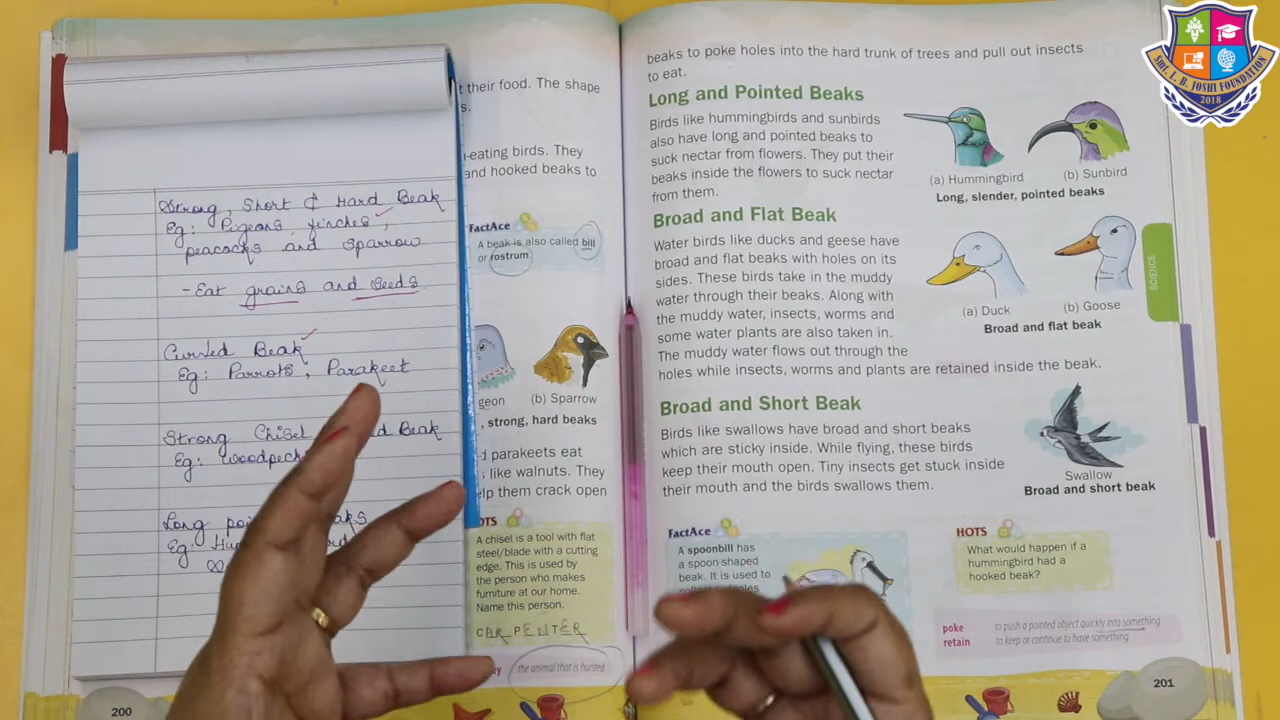 Strong, Short & Hard Beak
Eg: Pigeons, finches,
peacocks and sparrow
- Eat grains and seeds
Curved Beak
Eg: Parrots, Parakeet
Strong Chisel Beak
Eg: Woodpeck
Long poi
Eg: Hu
t their food. The shape
s.
-eating birds. They
and hooked beaks to
FactAce
A beak is also called bill
or rostrum.
geon
(b) Sparrow
, strong, hard beaks
d parakeets eat
like walnuts. They
elp them crack open
OTS
A chisel is a tool with flat
steel/blade with a cutting
edge. This is used by
the person who makes
furniture at our home.
Name this person.
CARPENTER
ey the animal that is hunted
200
beaks to poke holes into the hard trunk of trees and pull out insects
to eat.
Long and Pointed Beaks
Birds like hummingbirds and sunbirds
also have long and pointed beaks to
suck nectar from flowers. They put their
beaks inside the flowers to suck nectar
from them.
(a) Hummingbird
(b) Sunbird
Long, slender, pointed beaks
Broad and Flat Beak
Water birds like ducks and geese have
broad and flat beaks with holes on its
sides. These birds take in the muddy
water through their beaks. Along with
the muddy water, insects, worms and
some water plants are also taken in.
The muddy water flows out through the
holes while insects, worms and plants are retained inside the beak.
(a) Duck
(b) Goose
Broad and flat beak
Broad and Short Beak
Birds like swallows have broad and short beaks
which are sticky inside. While flying, these birds
keep their mouth open. Tiny insects get stuck inside
their mouth and the birds swallows them.
Swallow
Broad and short beak
FactAce
A spoonbill has
a spoon-shaped
beak. It is used to
HOTS
What would happen if a
hummingbird had a
hooked beak?
poke to push a pointed object quickly into something
retain to keep or continue to have something
201
SCIENCE
SMT. L. B. JOSHI FOUNDATION
2018